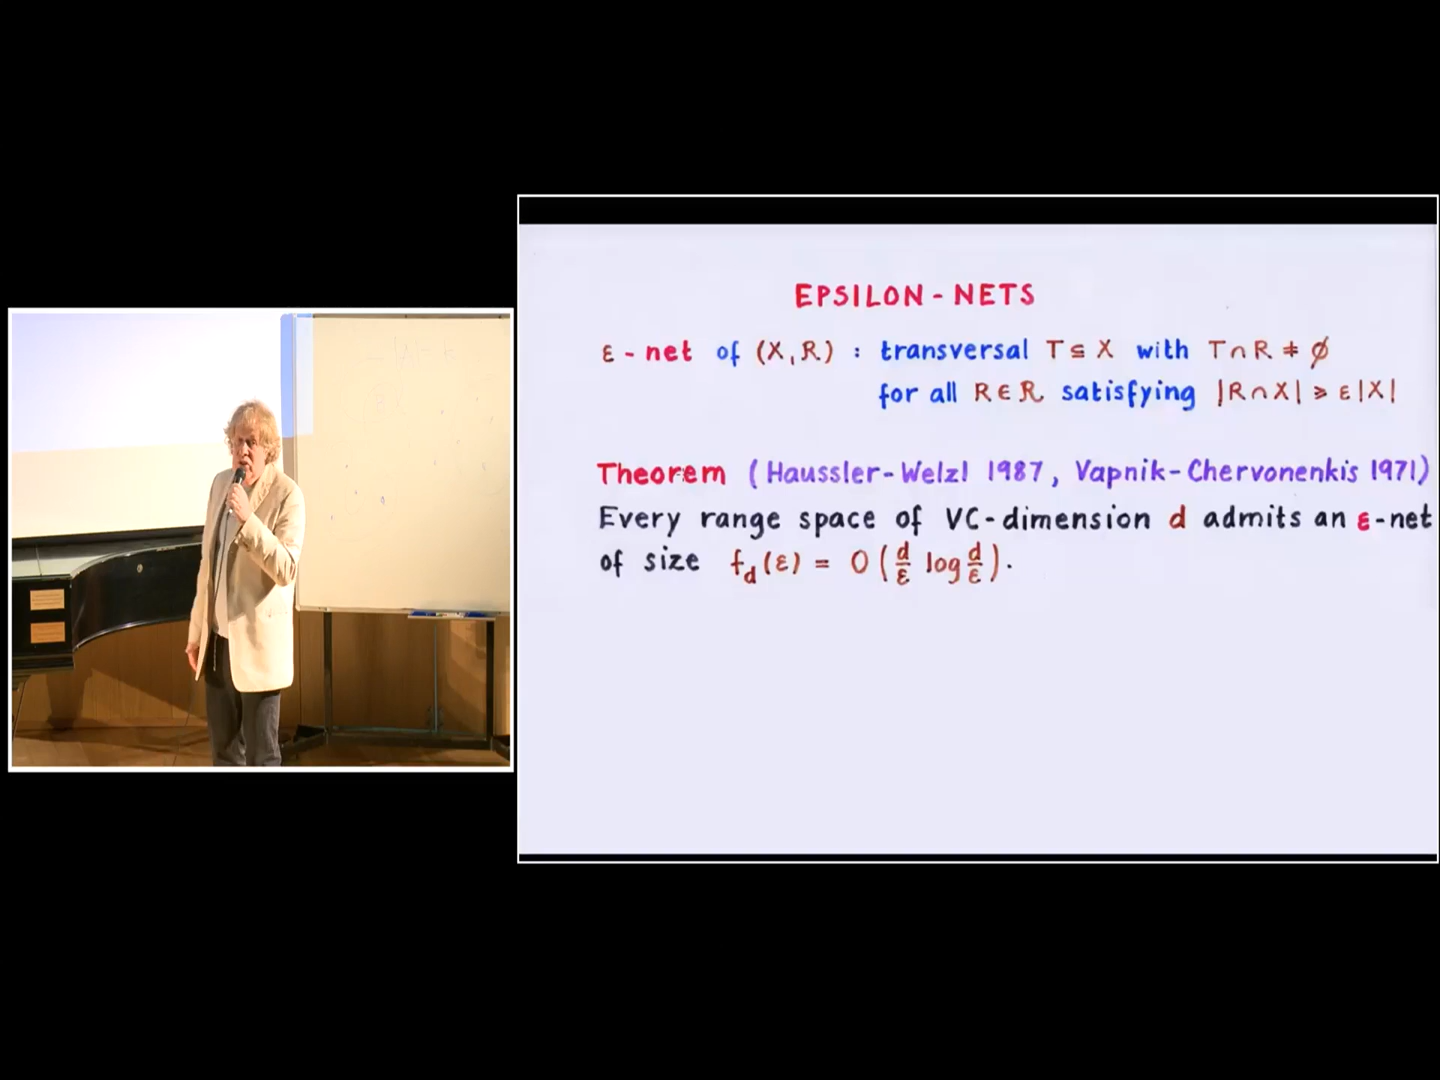 EPSILON - NETS
ε - net of (X, R) : transversal T ⊆ X with T ∩ R ≠ ∅
for all R ∈ R satisfying |R ∩ X| ≥ ε|X|
Theorem (Haussler-Welzl 1987, Vapnik-Chervonenkis 1971)
Every range space of VC-dimension d admits an ε-net
of size f_d(ε) = O(d/ε log d/ε).